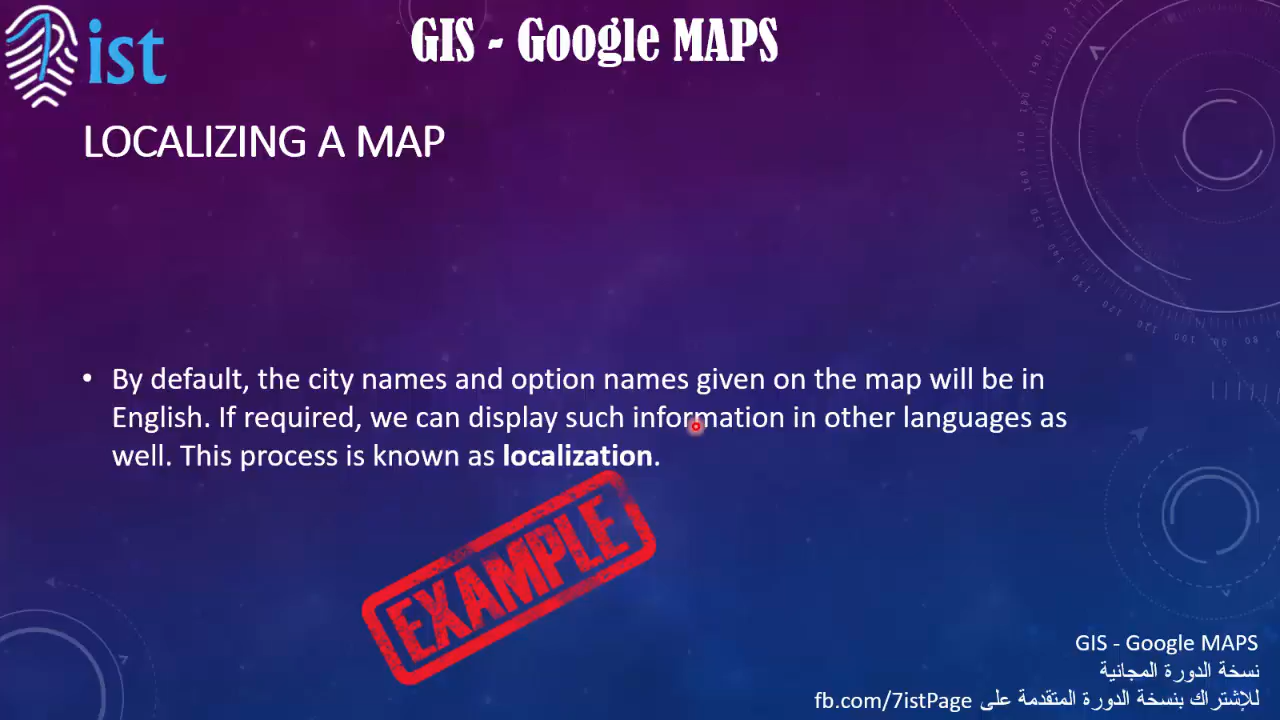 7ist
GIS - Google MAPS
LOCALIZING A MAP
• By default, the city names and option names given on the map will be in
English. If required, we can display such information in other languages as
well. This process is known as localization.
EXAMPLE
GIS - Google MAPS
نسخة الدورة المجانية
للإشتراك بنسخة الدورة المتقدمة على fb.com/7istPage